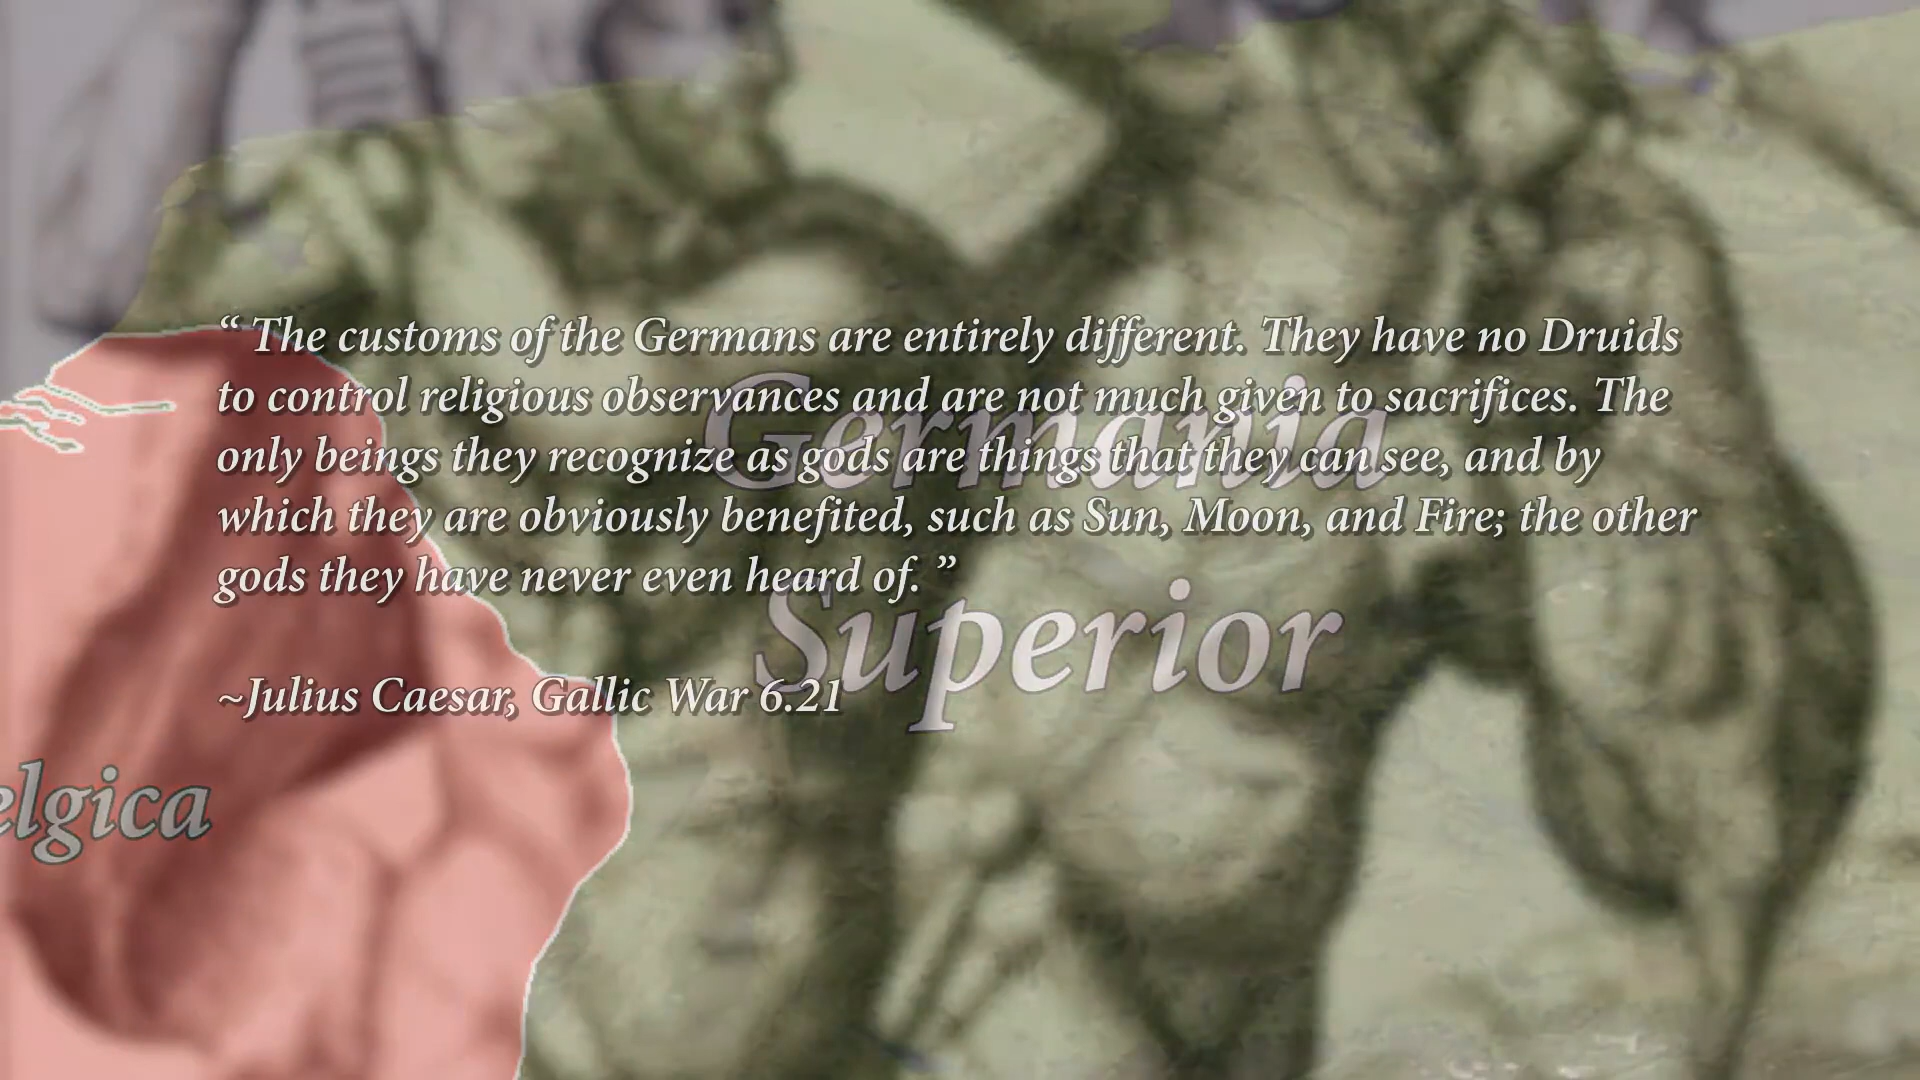 “ The customs of the Germans are entirely different. They have no Druids
to control religious observances and are not much given to sacrifices. The
only beings they recognize as gods are things that they can see, and by
which they are obviously benefited, such as Sun, Moon, and Fire; the other
gods they have never even heard of. ”
~Julius Caesar, Gallic War 6.21
Germania
Superior
elgica